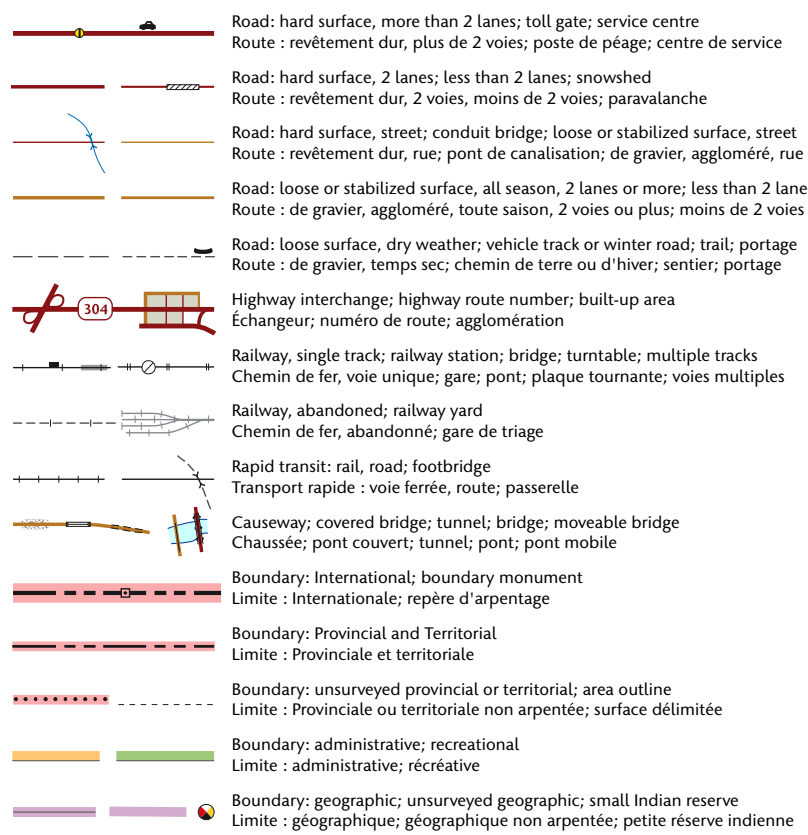 Road: hard surface, more than 2 lanes; toll gate; service centre
Route : revêtement dur, plus de 2 voies; poste de péage; centre de service
Road: hard surface, 2 lanes; less than 2 lanes; snowshed
Route : revêtement dur, 2 voies, moins de 2 voies; paravalanche
Road: hard surface, street; conduit bridge; loose or stabilized surface, street
Route : revêtement dur, rue; pont de canalisation; de gravier, aggloméré, rue
Road: loose or stabilized surface, all season, 2 lanes or more; less than 2 lane
Route : de gravier, aggloméré, toute saison, 2 voies ou plus; moins de 2 voies
Road: loose surface, dry weather; vehicle track or winter road; trail; portage
Route : de gravier, temps sec; chemin de terre ou d'hiver; sentier; portage
304
Highway interchange; highway route number; built-up area
Échangeur; numéro de route; agglomération
Railway, single track; railway station; bridge; turntable; multiple tracks
Chemin de fer, voie unique; gare; pont; plaque tournante; voies multiples
Railway, abandoned; railway yard
Chemin de fer, abandonné; gare de triage
Rapid transit: rail, road; footbridge
Transport rapide : voie ferrée, route; passerelle
Causeway; covered bridge; tunnel; bridge; moveable bridge
Chaussée; pont couvert; tunnel; pont; pont mobile
Boundary: International; boundary monument
Limite : Internationale; repère d'arpentage
Boundary: Provincial and Territorial
Limite : Provinciale et territoriale
Boundary: unsurveyed provincial or territorial; area outline
Limite : Provinciale ou territoriale non arpentée; surface délimitée
Boundary: administrative; recreational
Limite : administrative; récréative
Boundary: geographic; unsurveyed geographic; small Indian reserve
Limite : géographique; géographique non arpentée; petite réserve indienne